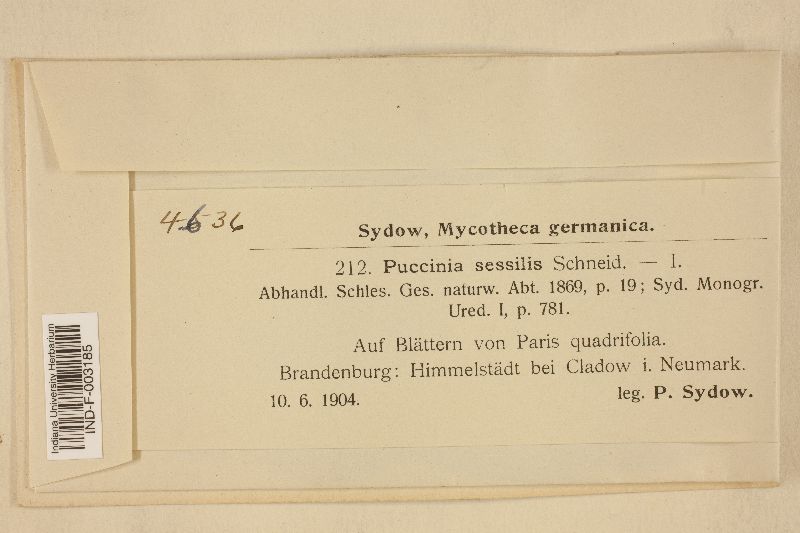 4636
Sydow, Mycotheca germanica.
212. Puccinia sessilis Schneid. — I.
Abhandl. Schles. Ges. naturw. Abt. 1869, p. 19; Syd. Monogr.
Ured. I, p. 781.
Auf Blättern von Paris quadrifolia.
Brandenburg: Himmelstädt bei Cladow i. Neumark.
10. 6. 1904. leg. P. Sydow.
Indiana University Herbarium
IND-F-003185